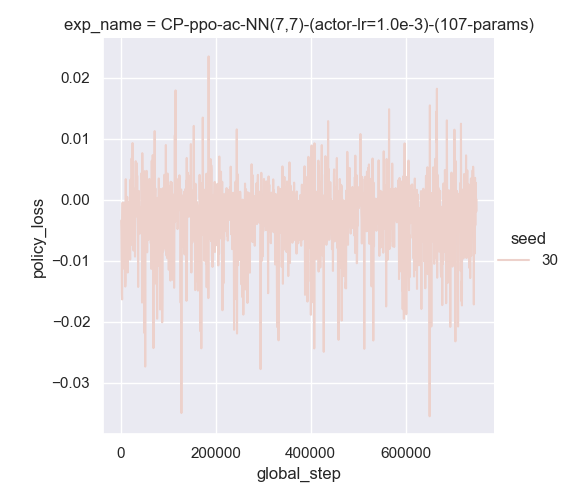 exp_name = CP-ppo-ac-NN(7,7)-(actor-lr=1.0e-3)-(107-params)
0.02
0.01
0.00
−0.01
−0.02
−0.03
policy_loss
0
200000
400000
600000
global_step
seed
30